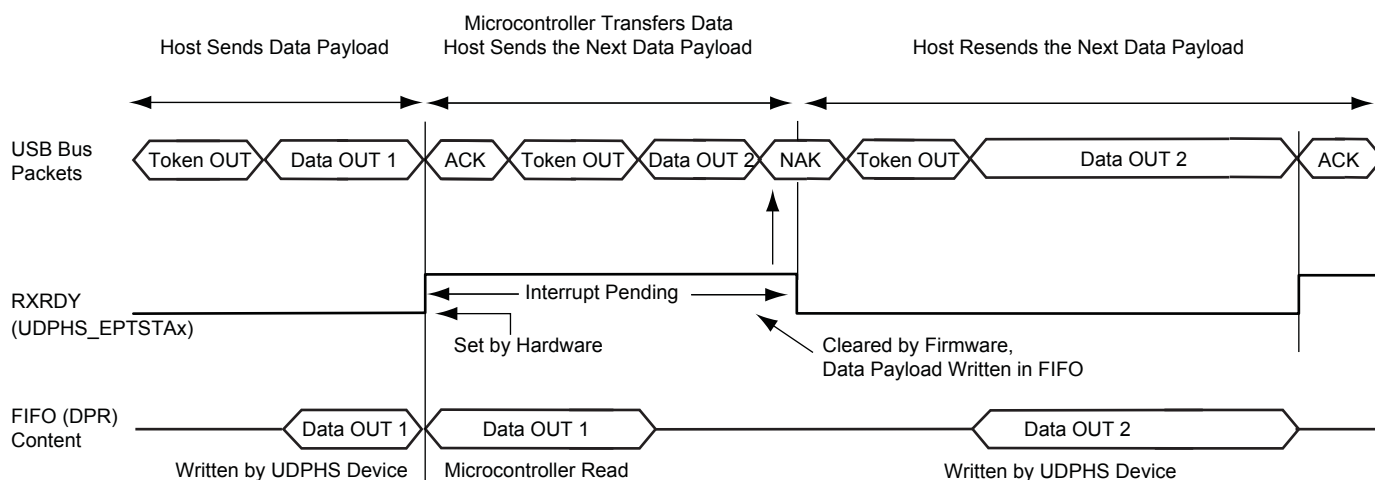 Microcontroller Transfers Data
Host Sends Data Payload
Host Sends the Next Data Payload
Host Resends the Next Data Payload
USB Bus
Packets
Token OUT
Data OUT 1
ACK
Token OUT
Data OUT 2
NAK
Token OUT
Data OUT 2
ACK
RXRDY
(UDPHS_EPTSTAx)
Interrupt Pending
Set by Hardware
Cleared by Firmware,
Data Payload Written in FIFO
FIFO (DPR)
Content
Data OUT 1
Data OUT 1
Data OUT 2
Written by UDPHS Device
Microcontroller Read
Written by UDPHS Device